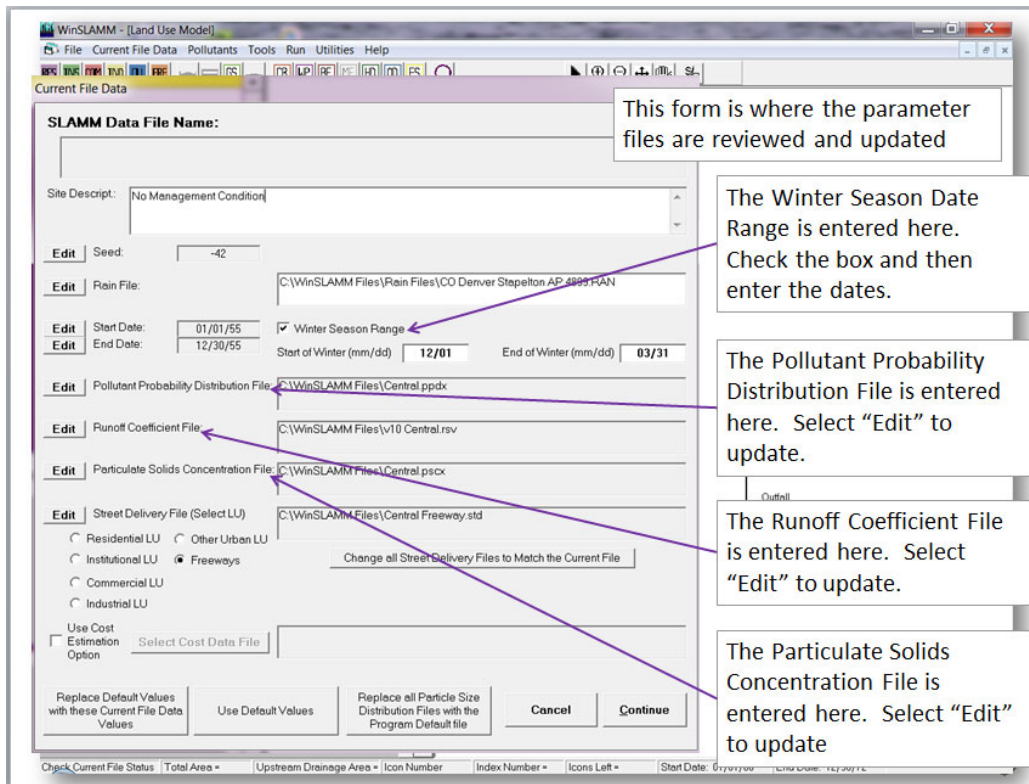 WinSLAMM - [Land Use Model]
File Current File Data Pollutants Tools Run Utilities Help
Current File Data
This form is where the parameter
files are reviewed and updated
SLAMM Data File Name:
Site Descript.: No Management Condition
The Winter Season Date
Range is entered here.
Check the box and then
enter the dates.
Edit Seed: -42
Edit Rain File: C:\WinSLAMM Files\Rain Files\CO Denver Stapelton AP 4899.RAN
Edit Start Date: 01/01/55 Winter Season Range
Edit End Date: 12/30/55 Start of Winter (mm/dd) 12/01 End of Winter (mm/dd) 03/31
The Pollutant Probability
Distribution File is entered
here. Select “Edit” to
update.
Edit Pollutant Probability Distribution File: C:\WinSLAMM Files\Central.ppdx
Edit Runoff Coefficient File: C:\WinSLAMM Files\v10 Central.rsv
Edit Particulate Solids Concentration File: C:\WinSLAMM Files\Central.pscx
Outfall
The Runoff Coefficient File
is entered here. Select
“Edit” to update.
Edit Street Delivery File (Select LU) C:\WinSLAMM Files\Central Freeway.std
Residential LU Other Urban LU
Institutional LU Freeways Change all Street Delivery Files to Match the Current File
Commercial LU
Industrial LU
The Particulate Solids
Concentration File is
entered here. Select “Edit”
to update
Use Cost
Estimation
Option
Select Cost Data File
Replace Default Values
with these Current File Data
Values
Use Default Values
Replace all Particle Size
Distribution Files with the
Program Default file
Cancel
Continue
Check Current File Status Total Area = Upstream Drainage Area = Icon Number Index Number = Icons Left = Start Date: